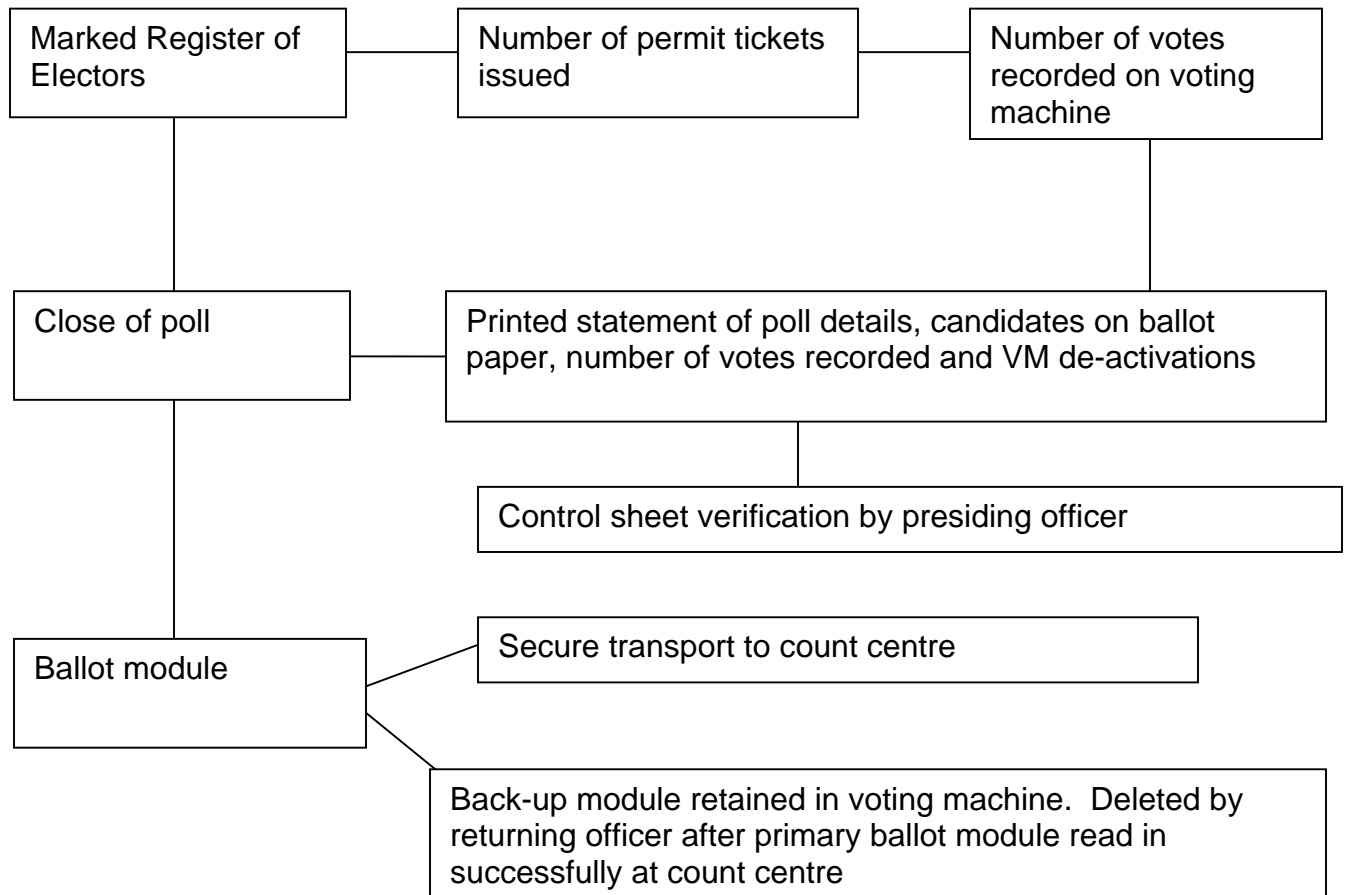 Marked Register of
Electors
Number of permit tickets
issued
Number of votes
recorded on voting
machine
Close of poll
Printed statement of poll details, candidates on ballot
paper, number of votes recorded and VM de-activations
Control sheet verification by presiding officer
Ballot module
Secure transport to count centre
Back-up module retained in voting machine.  Deleted by
returning officer after primary ballot module read in
successfully at count centre